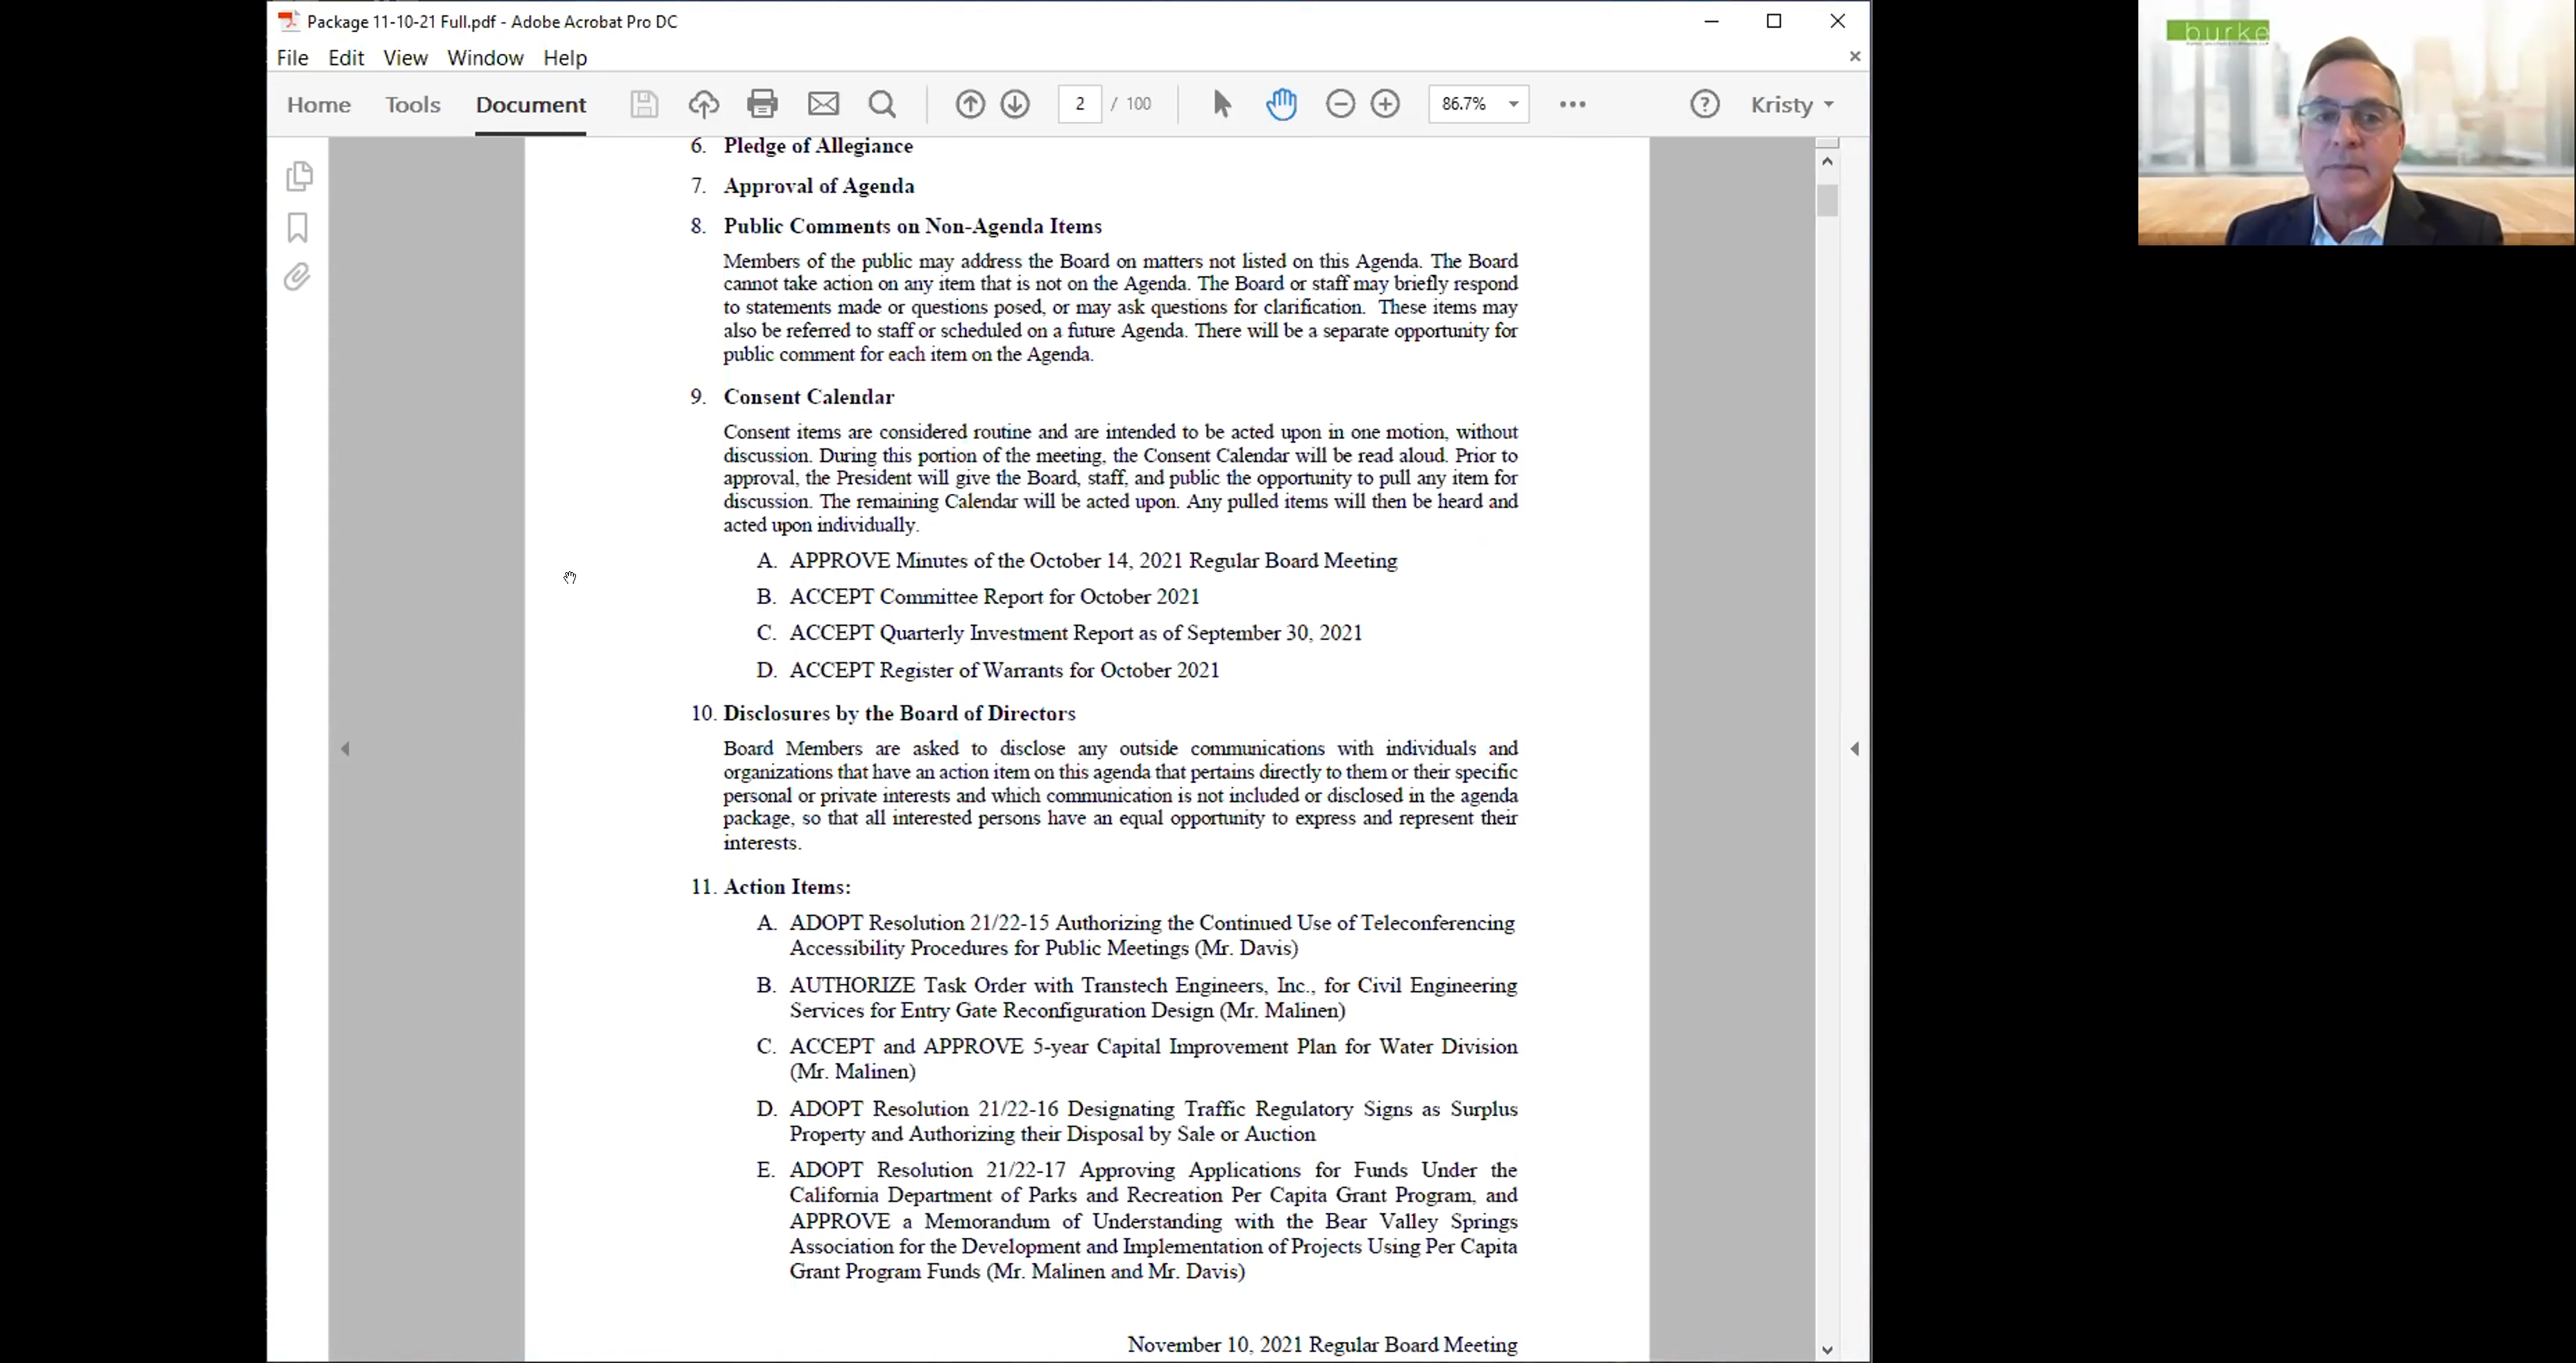 Package 11-10-21 Full.pdf - Adobe Acrobat Pro DC
File Edit View Window Help
Home Tools Document 2 / 100 86.7% Kristy
burke
6. Pledge of Allegiance
7. Approval of Agenda
8. Public Comments on Non-Agenda Items
Members of the public may address the Board on matters not listed on this Agenda. The Board
cannot take action on any item that is not on the Agenda. The Board or staff may briefly respond
to statements made or questions posed, or may ask questions for clarification. These items may
also be referred to staff or scheduled on a future Agenda. There will be a separate opportunity for
public comment for each item on the Agenda.
9. Consent Calendar
Consent items are considered routine and are intended to be acted upon in one motion, without
discussion. During this portion of the meeting, the Consent Calendar will be read aloud. Prior to
approval, the President will give the Board, staff, and public the opportunity to pull any item for
discussion. The remaining Calendar will be acted upon. Any pulled items will then be heard and
acted upon individually.
A. APPROVE Minutes of the October 14, 2021 Regular Board Meeting
B. ACCEPT Committee Report for October 2021
C. ACCEPT Quarterly Investment Report as of September 30, 2021
D. ACCEPT Register of Warrants for October 2021
10. Disclosures by the Board of Directors
Board Members are asked to disclose any outside communications with individuals and
organizations that have an action item on this agenda that pertains directly to them or their specific
personal or private interests and which communication is not included or disclosed in the agenda
package, so that all interested persons have an equal opportunity to express and represent their
interests.
11. Action Items:
A. ADOPT Resolution 21/22-15 Authorizing the Continued Use of Teleconferencing
Accessibility Procedures for Public Meetings (Mr. Davis)
B. AUTHORIZE Task Order with Transtech Engineers, Inc., for Civil Engineering
Services for Entry Gate Reconfiguration Design (Mr. Malinen)
C. ACCEPT and APPROVE 5-year Capital Improvement Plan for Water Division
(Mr. Malinen)
D. ADOPT Resolution 21/22-16 Designating Traffic Regulatory Signs as Surplus
Property and Authorizing their Disposal by Sale or Auction
E. ADOPT Resolution 21/22-17 Approving Applications for Funds Under the
California Department of Parks and Recreation Per Capita Grant Program, and
APPROVE a Memorandum of Understanding with the Bear Valley Springs
Association for the Development and Implementation of Projects Using Per Capita
Grant Program Funds (Mr. Malinen and Mr. Davis)
November 10, 2021 Regular Board Meeting